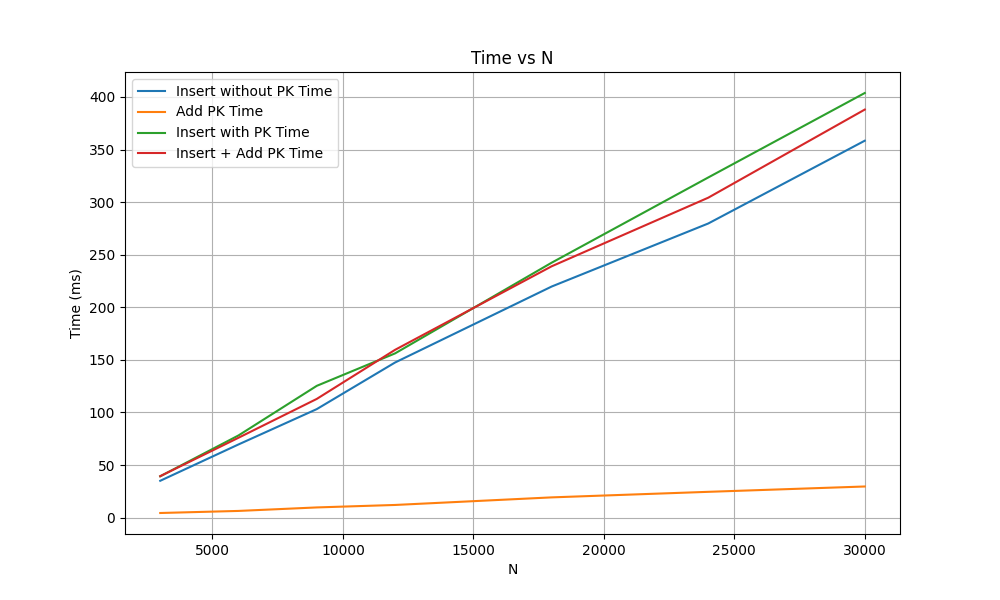 Time vs N
Insert without PK Time
Add PK Time
Insert with PK Time
Insert + Add PK Time
400
350
300
250
200
150
100
50
0
Time (ms)
5000
10000
15000
20000
25000
30000
N